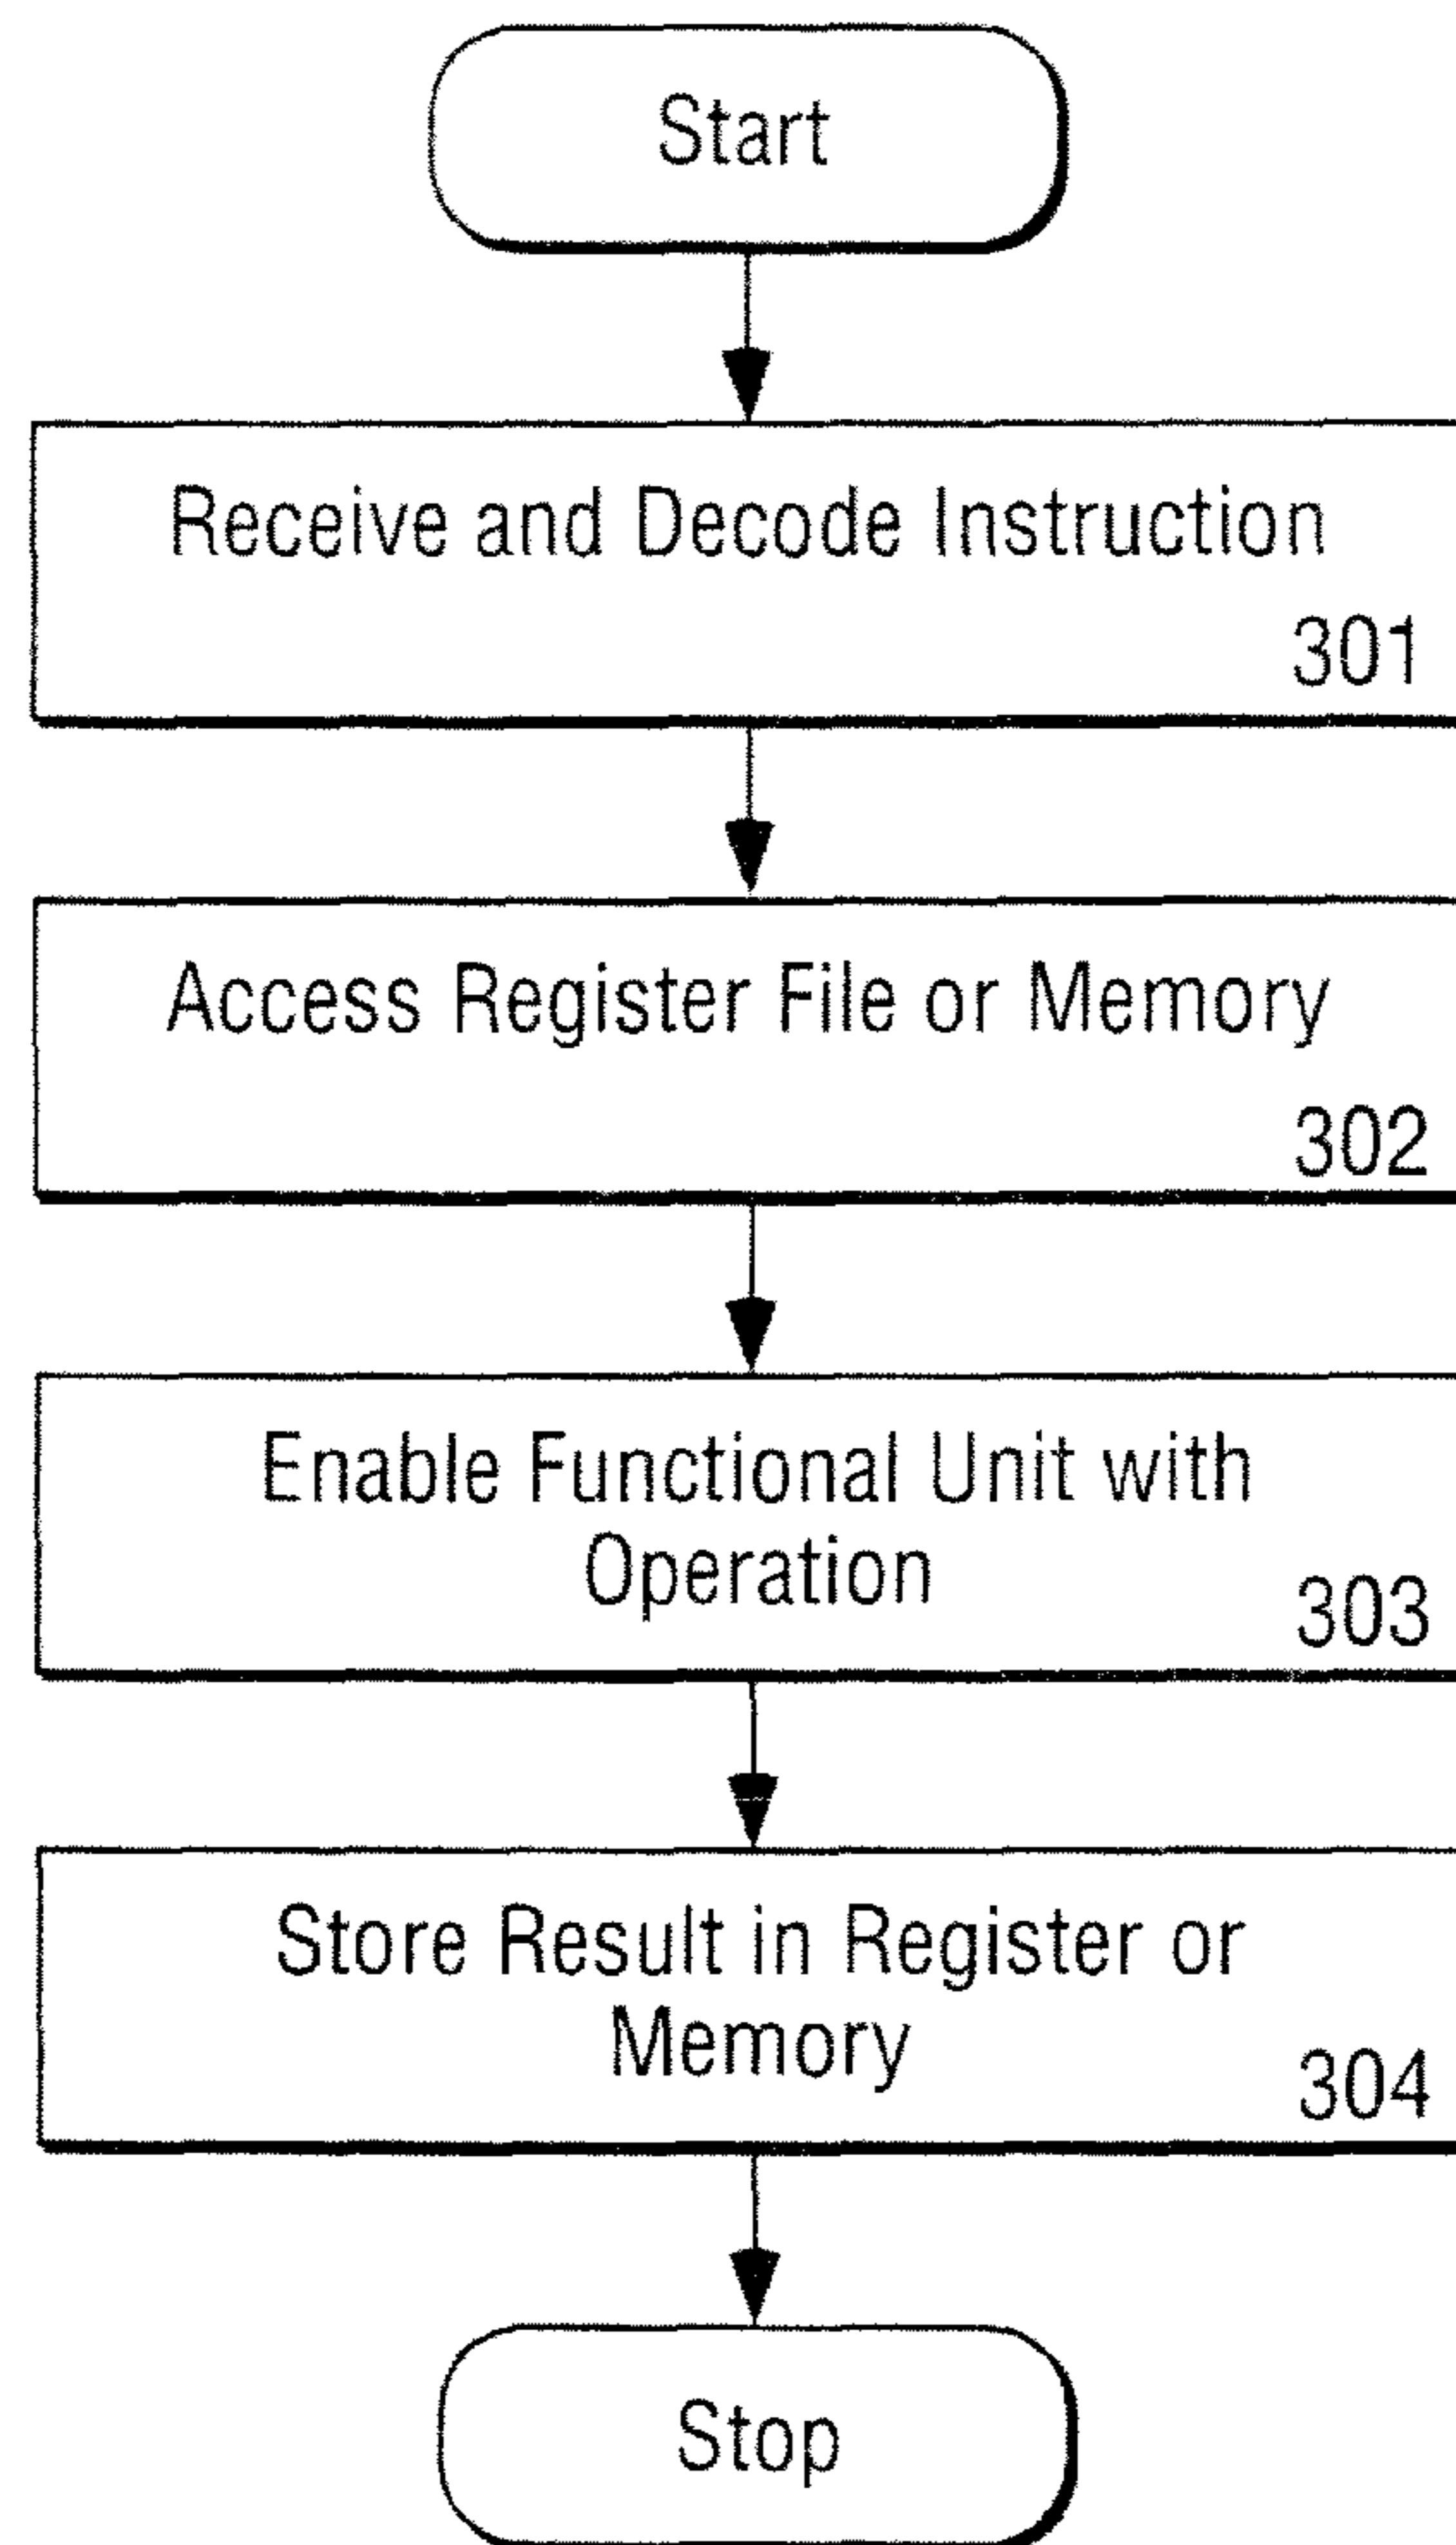 Start
Receive and Decode Instruction
301
Access Register File or Memory
302
Enable Functional Unit with
Operation
303
Store Result in Register or
Memory
304
Stop